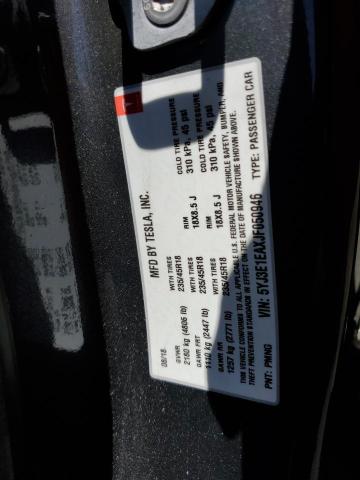 MFD BY TESLA, INC.
08/18
GVWR
2180 kg (4806 lb)
GAWR FRT WITH TIRES RIM COLD TIRE PRESSURE
1110 kg (2447 lb) 235/45R18 18X8.5 J 310 kPa, 45 psi
GAWR RR WITH TIRES RIM COLD TIRE PRESSURE
1257 kg (2771 lb) 235/45R18 18X8.5 J 310 kPa, 45 psi
THIS VEHICLE CONFORMS TO ALL APPLICABLE U.S. FEDERAL MOTOR VEHICLE SAFETY, BUMPER, AND
THEFT PREVENTION STANDARDS IN EFFECT ON THE DATE OF MANUFACTURE SHOWN ABOVE.
VIN: 5YJ3E1EAXJF050946
PNT: PMNG TYPE: PASSENGER CAR